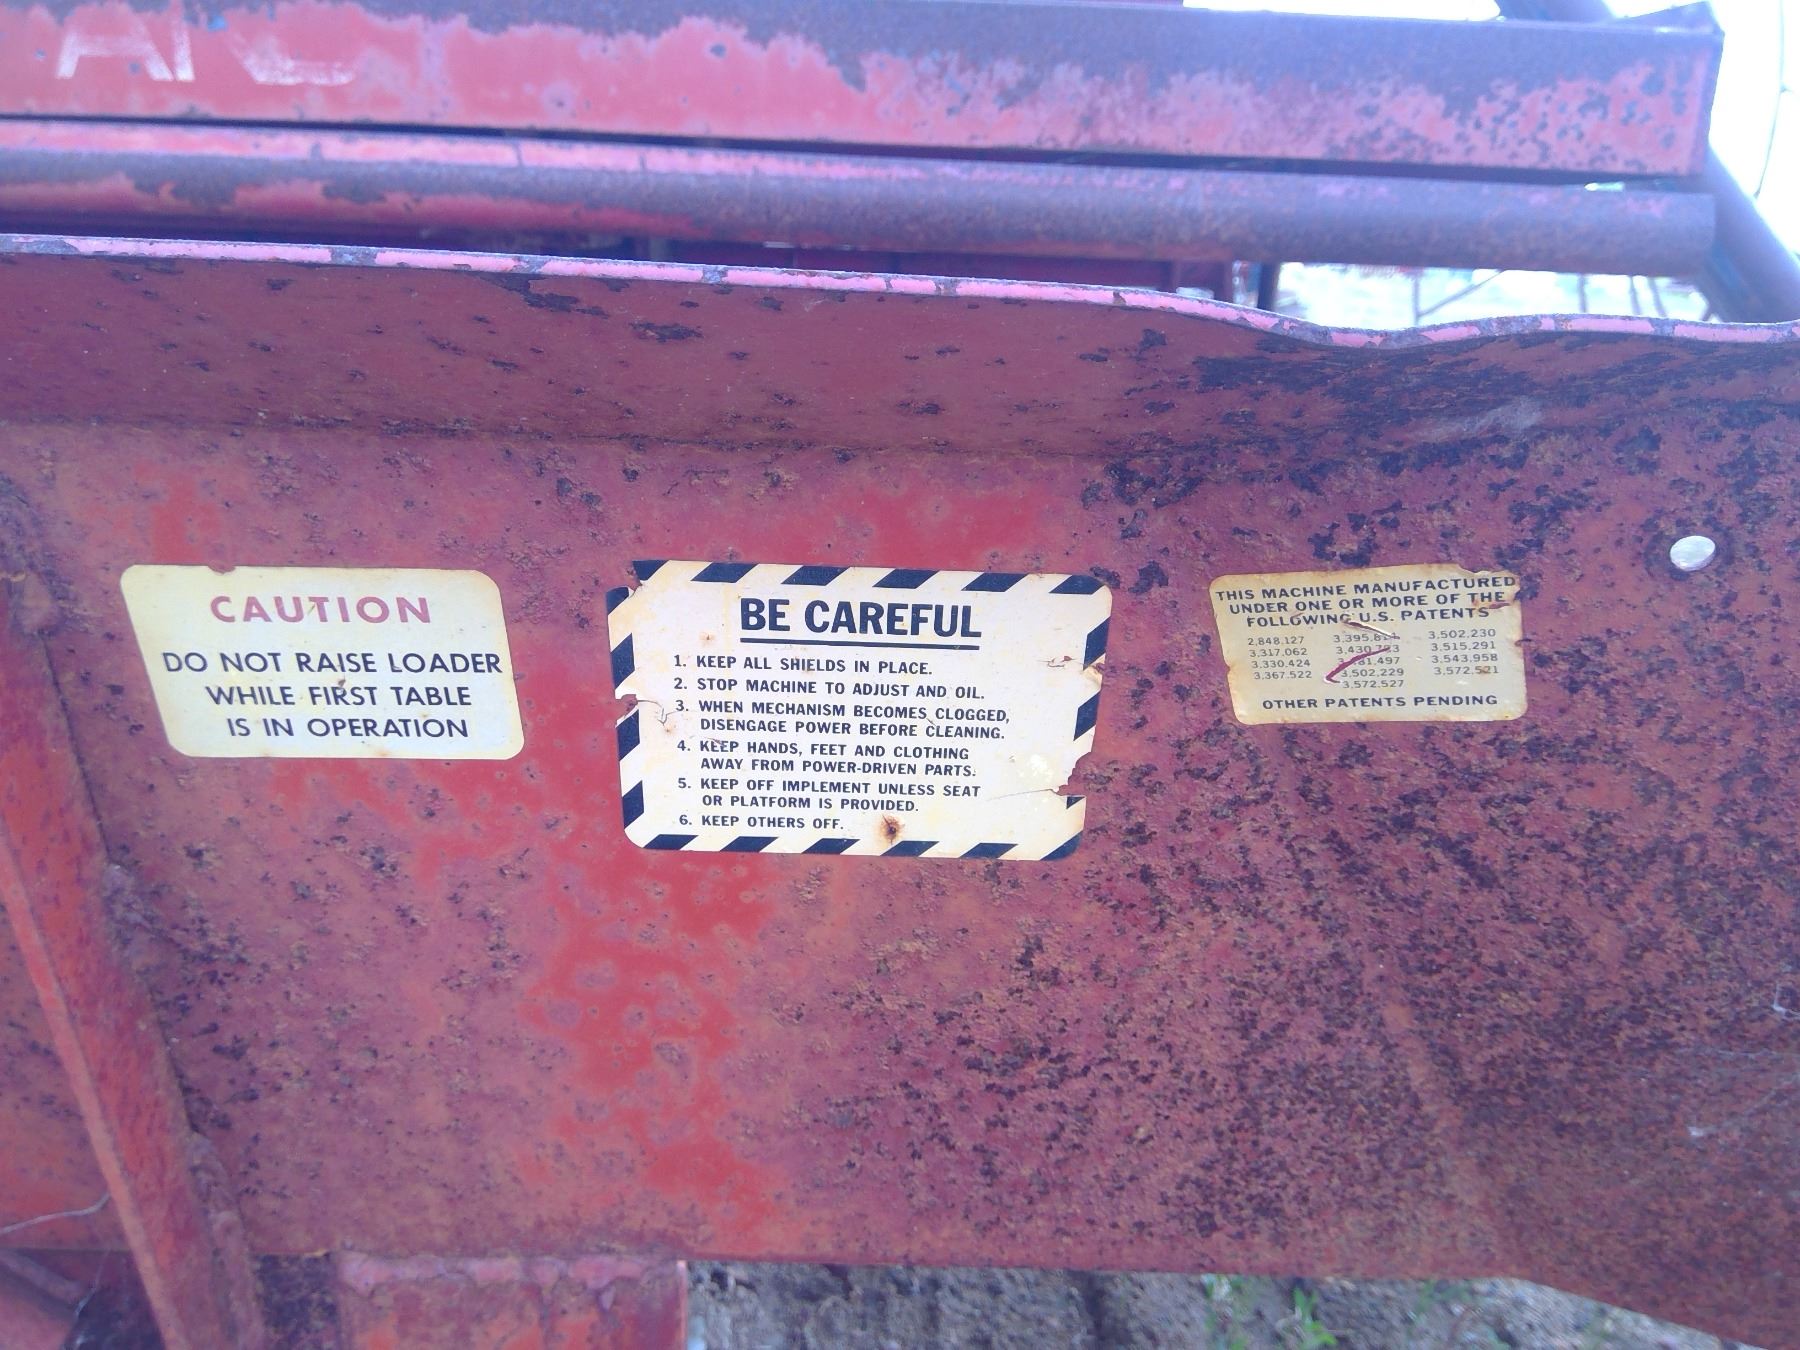 CAUTION
DO NOT RAISE LOADER
WHILE FIRST TABLE
IS IN OPERATION
BE CAREFUL
1. KEEP ALL SHIELDS IN PLACE.
2. STOP MACHINE TO ADJUST AND OIL.
3. WHEN MECHANISM BECOMES CLOGGED,
DISENGAGE POWER BEFORE CLEANING.
4. KEEP HANDS, FEET AND CLOTHING
AWAY FROM POWER-DRIVEN PARTS.
5. KEEP OFF IMPLEMENT UNLESS SEAT
OR PLATFORM IS PROVIDED.
6. KEEP OTHERS OFF.
THIS MACHINE MANUFACTURED
UNDER ONE OR MORE OF THE
FOLLOWING U.S. PATENTS
2,848,127 3,502,230
3,317,062 3,515,291
3,330,424 3,543,958
3,367,522 3,502,229 3,572,521
3,572,527
OTHER PATENTS PENDING